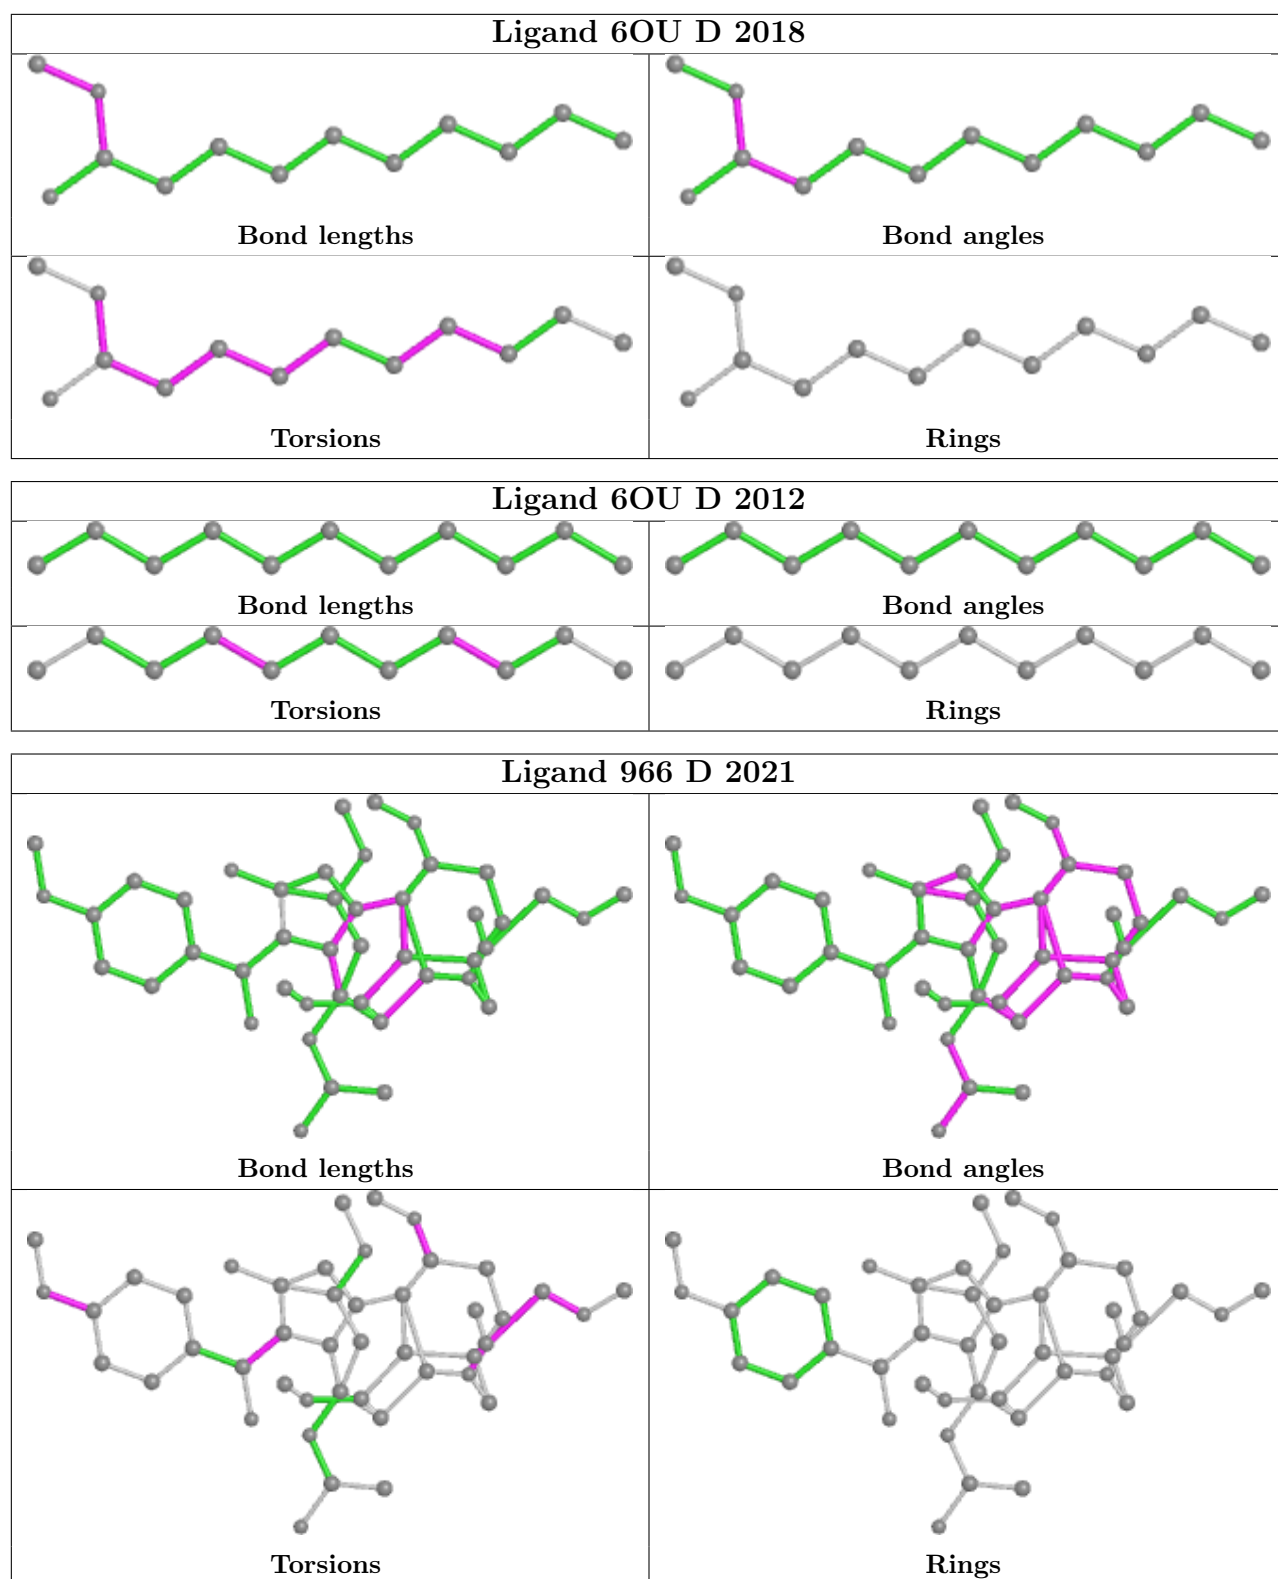 Ligand 6OU D 2018
Bond lengths
Bond angles
Torsions
Rings
Ligand 6OU D 2012
Bond lengths
Bond angles
Torsions
Rings
Ligand 966 D 2021
Bond lengths
Bond angles
Torsions
Rings